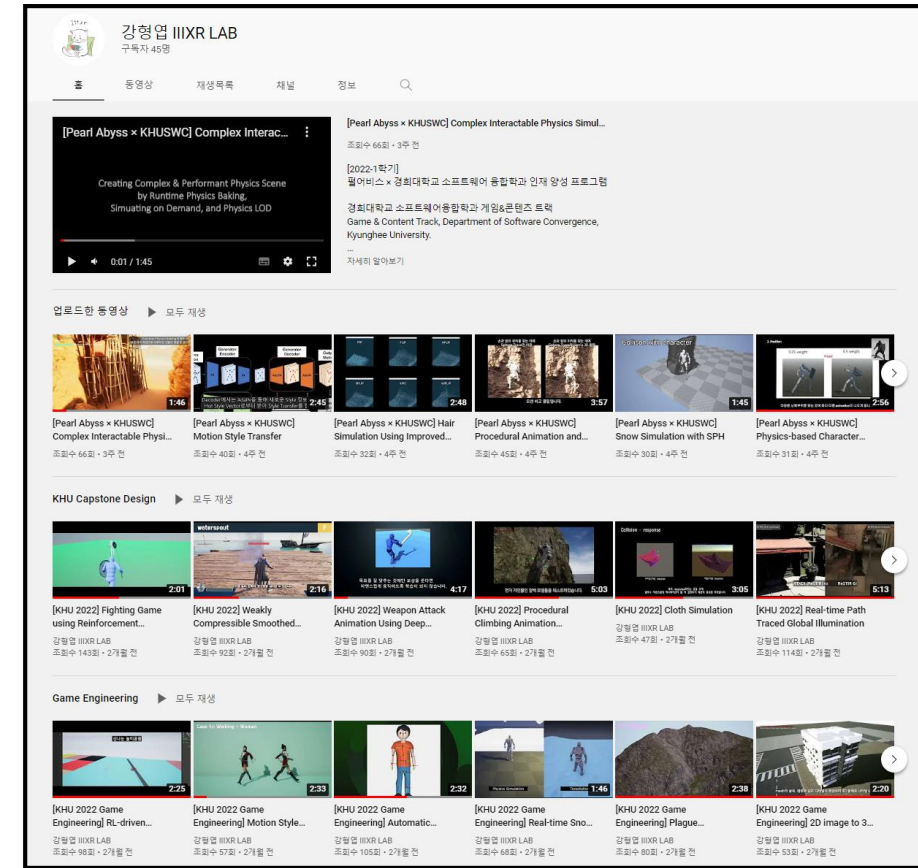 강형엽 IIIXR LAB
구독자 45명
홈 동영상 재생목록 채널 정보
[Pearl Abyss × KHUSWC] Complex Interac...
Creating Complex & Performant Physics Scene
by Runtime Physics Baking,
Simuating on Demand, and Physics LOD
0:01 / 1:45
[Pearl Abyss × KHUSWC] Complex Interactable Physics Simul...
조회수 66회 • 3주 전
[2022-1학기]
펄어비스 × 경희대학교 소프트웨어 융합학과 인재 양성 프로그램
경희대학교 소프트웨어융합학과 게임&콘텐츠 트랙
Game & Content Track, Department of Software Convergence,
Kyunghee University.
...
자세히 알아보기
업로드한 동영상 모두 재생
1:46
[Pearl Abyss × KHUSWC]
Complex Interactable Physi...
조회수 66회 • 3주 전
2:45
[Pearl Abyss × KHUSWC]
Motion Style Transfer
조회수 40회 • 4주 전
2:48
[Pearl Abyss × KHUSWC] Hair
Simulation Using Improved...
조회수 32회 • 4주 전
3:57
[Pearl Abyss × KHUSWC]
Procedural Animation and...
조회수 45회 • 4주 전
Collision with character
1:45
[Pearl Abyss × KHUSWC]
Snow Simulation with SPH
조회수 30회 • 4주 전
2:56
[Pearl Abyss × KHUSWC]
Physics-based Character...
조회수 31회 • 4주 전
KHU Capstone Design 모두 재생
2:01
[KHU 2022] Fighting Game
using Reinforcement...
강형엽 IIIXR LAB
조회수 143회 • 2개월 전
waterspout
2:16
[KHU 2022] Weakly
Compressible Smoothed...
강형엽 IIIXR LAB
조회수 92회 • 2개월 전
4:17
[KHU 2022] Weapon Attack
Animation Using Deep...
강형엽 IIIXR LAB
조회수 90회 • 2개월 전
5:03
[KHU 2022] Procedural
Climbing Animation...
강형엽 IIIXR LAB
조회수 65회 • 2개월 전
Collision - response
3:05
[KHU 2022] Cloth Simulation
강형엽 IIIXR LAB
조회수 47회 • 2개월 전
5:13
[KHU 2022] Real-time Path
Traced Global Illumination
강형엽 IIIXR LAB
조회수 114회 • 2개월 전
Game Engineering 모두 재생
2:25
[KHU 2022 Game
Engineering] RL-driven...
강형엽 IIIXR LAB
조회수 98회 • 2개월 전
2:33
[KHU 2022 Game
Engineering] Motion Style...
강형엽 IIIXR LAB
조회수 57회 • 2개월 전
2:32
[KHU 2022 Game
Engineering] Automatic...
강형엽 IIIXR LAB
조회수 105회 • 2개월 전
1:46
[KHU 2022 Game
Engineering] Real-time Sno...
강형엽 IIIXR LAB
조회수 68회 • 2개월 전
2:38
[KHU 2022 Game
Engineering] Plague...
강형엽 IIIXR LAB
조회수 80회 • 2개월 전
2:20
[KHU 2022 Game
Engineering] 2D image to 3...
강형엽 IIIXR LAB
조회수 53회 • 2개월 전